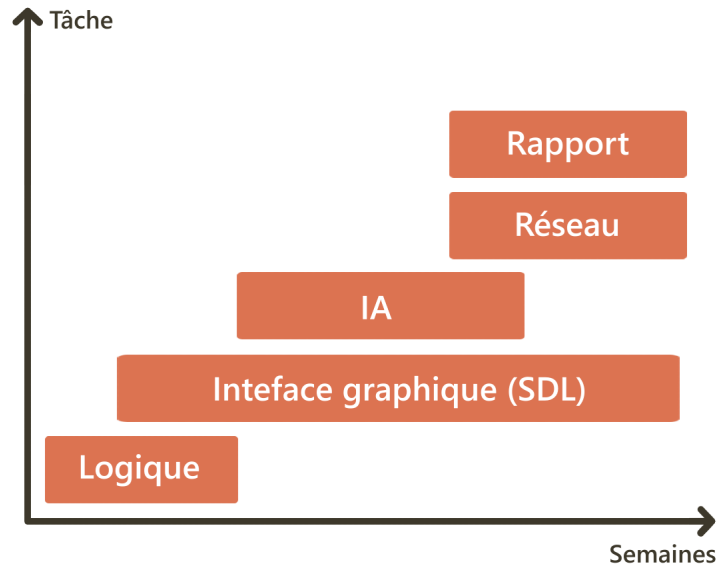 Tâche
Rapport
Réseau
IA
Inteface graphique (SDL)
Logique
Semaines